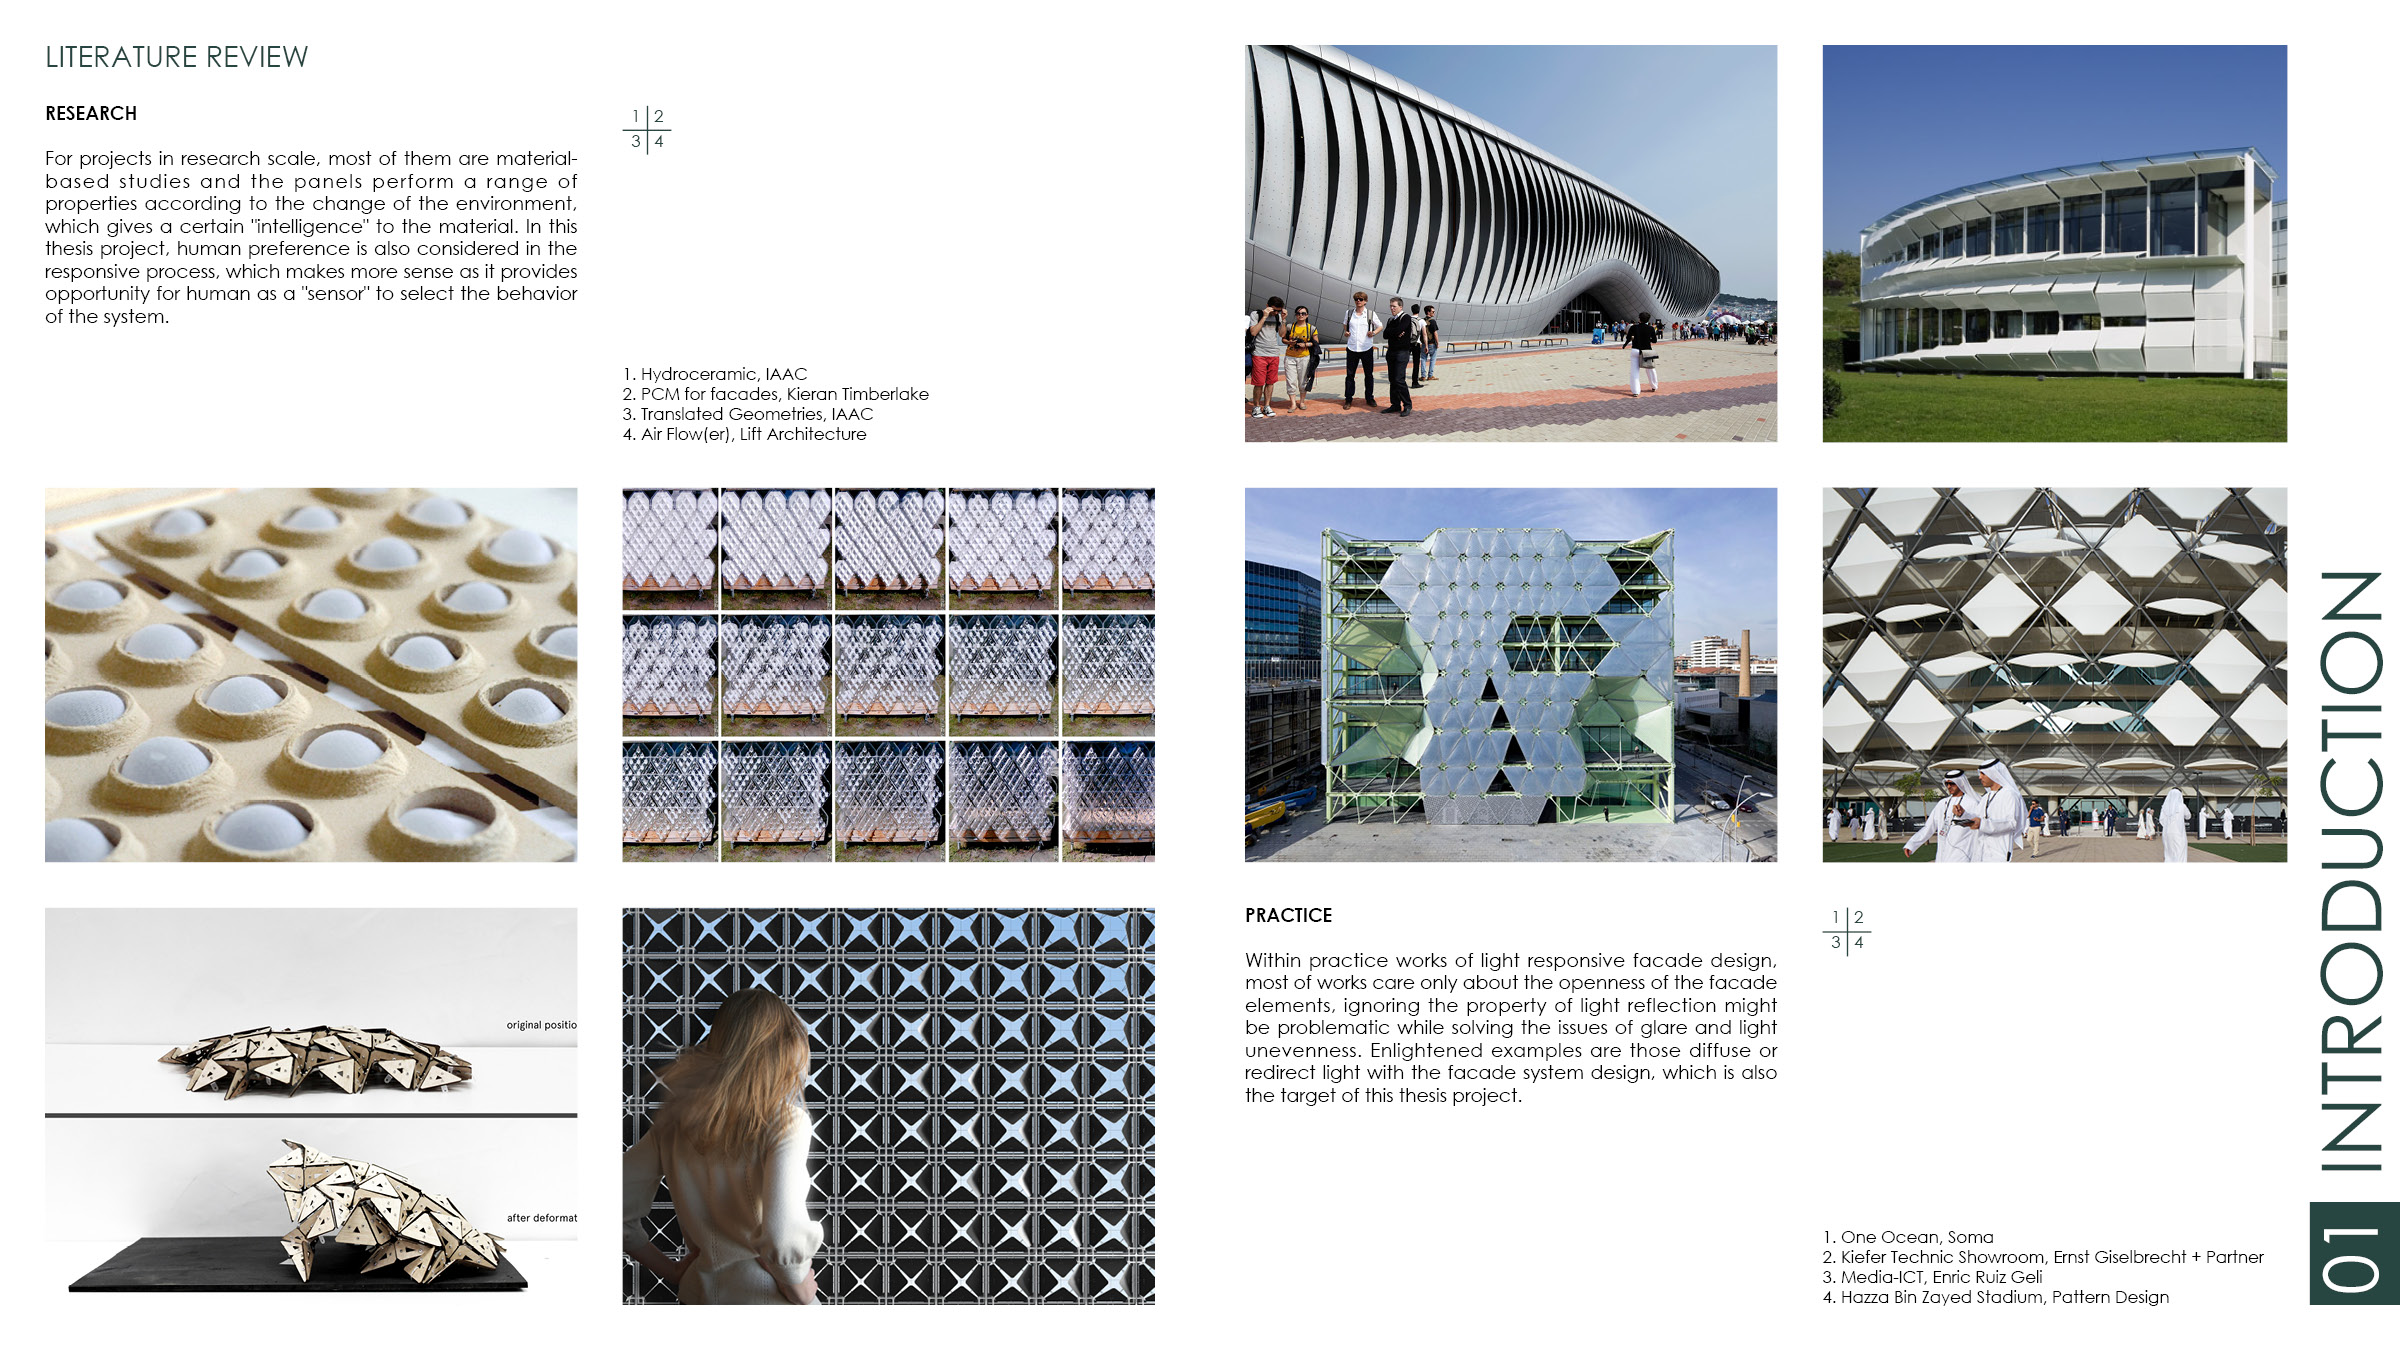 LITERATURE REVIEW
RESEARCH
For projects in research scale, most of them are material-
based studies and the panels perform a range of
properties according to the change of the environment,
which gives a certain "intelligence" to the material. In this
thesis project, human preference is also considered in the
responsive process, which makes more sense as it provides
opportunity for human as a "sensor" to select the behavior
of the system.
1 2
3 4
1. Hydroceramic, IAAC
2. PCM for facades, Kieran Timberlake
3. Translated Geometries, IAAC
4. Air Flow(er), Lift Architecture
original positio
after deformat
PRACTICE
Within practice works of light responsive facade design,
most of works care only about the openness of the facade
elements, ignoring the property of light reflection might
be problematic while solving the issues of glare and light
unevenness. Enlightened examples are those diffuse or
redirect light with the facade system design, which is also
the target of this thesis project.
1 2
3 4
1. One Ocean, Soma
2. Kiefer Technic Showroom, Ernst Giselbrecht + Partner
3. Media-ICT, Enric Ruiz Geli
4. Hazza Bin Zayed Stadium, Pattern Design
01 INTRODUCTION